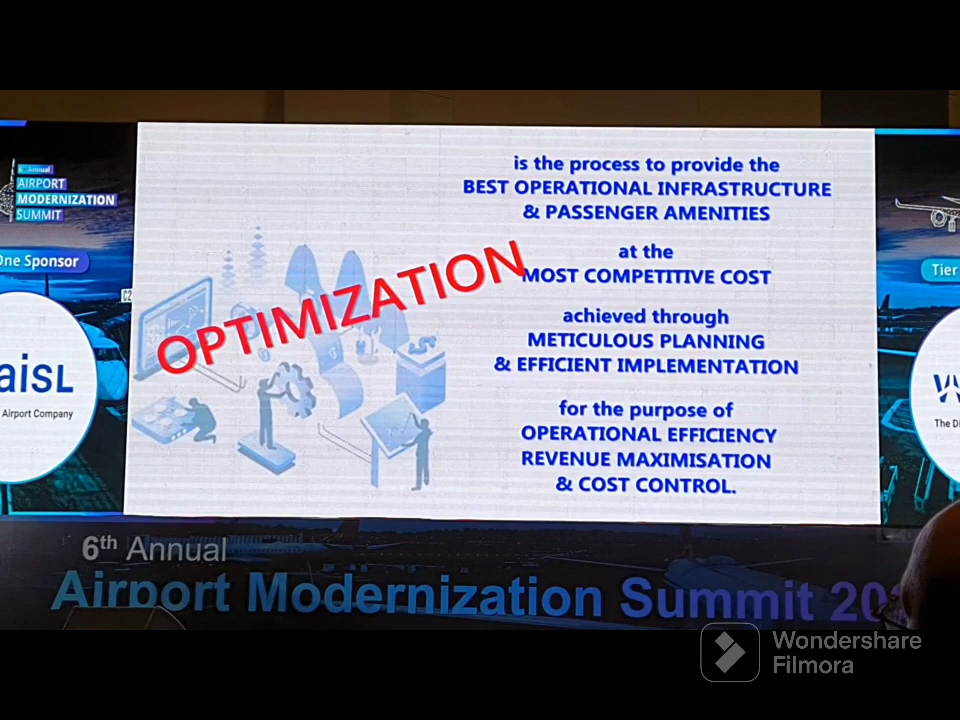 Annual
AIRPORT
MODERNIZATION
SUMMIT
One Sponsor
aisL
Airport Company
OPTIMIZATION
is the process to provide the
BEST OPERATIONAL INFRASTRUCTURE
& PASSENGER AMENITIES
at the
MOST COMPETITIVE COST
achieved through
METICULOUS PLANNING
& EFFICIENT IMPLEMENTATION
for the purpose of
OPERATIONAL EFFICIENCY
REVENUE MAXIMISATION
& COST CONTROL.
Tier
W
The Di
6th Annual
Airport Modernization Summit 20
Wondershare
Filmora